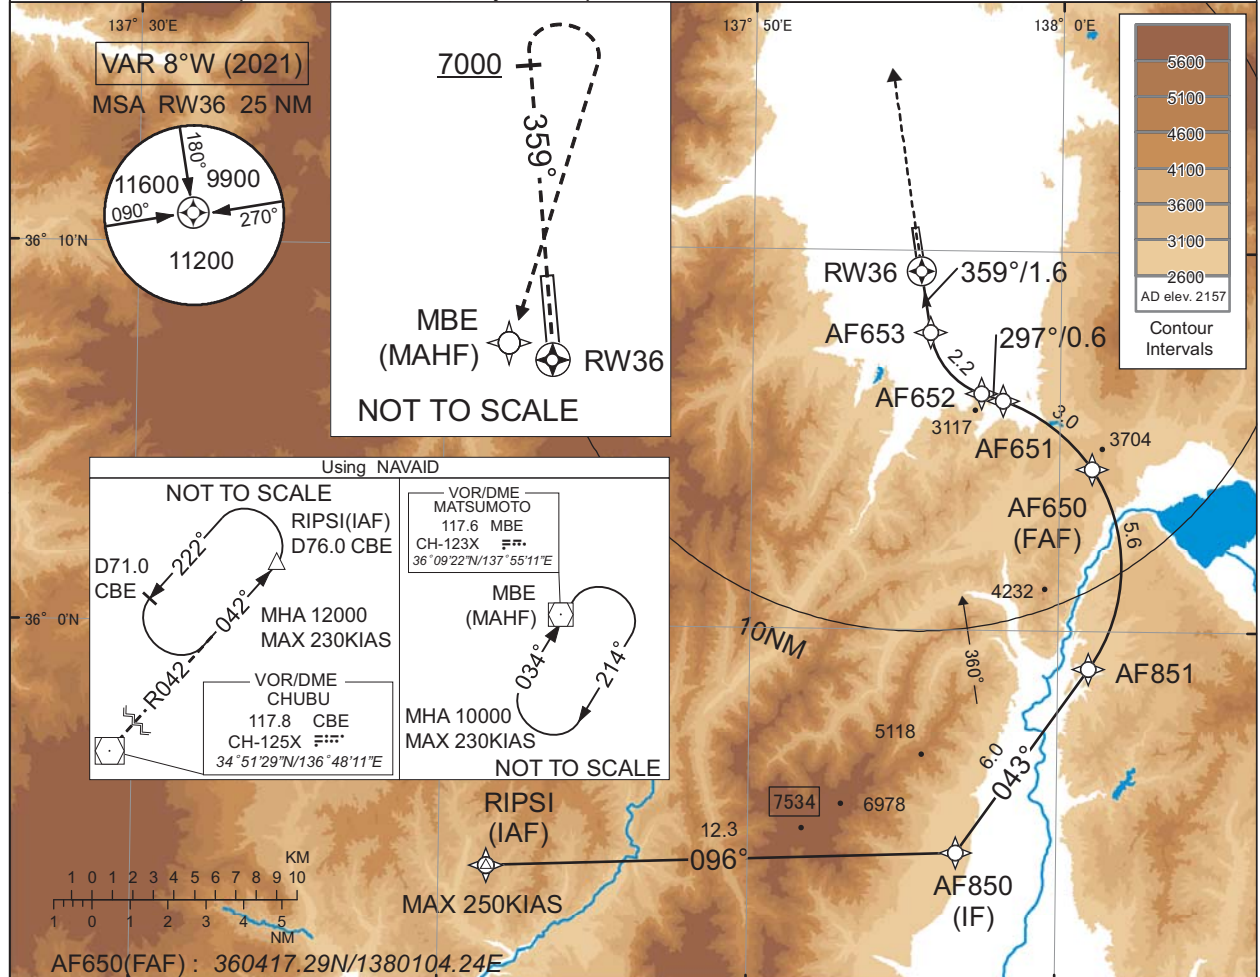 137° 30'E
137° 50'E
138° 0'E
VAR 8°W (2021)
MSA RW36 25 NM
180°
11600
9900
090°
270°
11200
36° 10'N
7000
359°
MBE
(MAHF)
RW36
NOT TO SCALE
5600
5100
4600
4100
3600
3100
2600
AD elev. 2157
Contour
Intervals
RW36
359°/1.6
AF653
297°/0.6
2.2
AF652
3117
3.0
AF651
3704
AF650
(FAF)
5.6
4232
10NM
360°
AF851
5118
6.0
043°
7534
6978
12.3
096°
AF850
(IF)
Using NAVAID
NOT TO SCALE
RIPSI(IAF)
D76.0 CBE
222°
D71.0
CBE
042°
MHA 12000
MAX 230KIAS
R042
VOR/DME
CHUBU
117.8 CBE
CH-125X
34°51'29"N/136°48'11"E
VOR/DME
MATSUMOTO
117.6 MBE
CH-123X
36°09'22"N/137°55'11"E
MBE
(MAHF)
034°
214°
MHA 10000
MAX 230KIAS
NOT TO SCALE
36° 0'N
RIPSI
(IAF)
MAX 250KIAS
KM
1 0 1 2 3 4 5 6 7 8 9 10
1 0 1 2 3 4 5
NM
AF650(FAF) : 360417.29N/1380104.24E